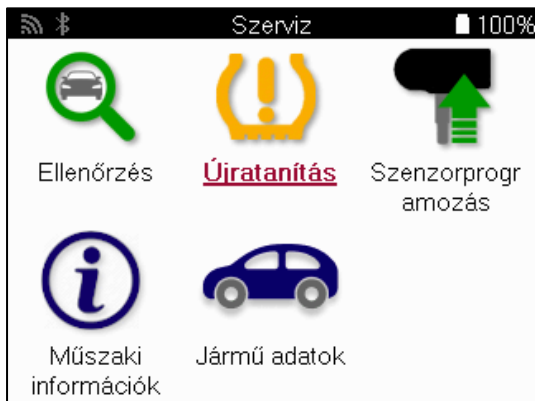 Szerviz 100%
Ellenőrzés Újratanítás Szenzorprogr
amozás
Műszaki Jármű adatok
információk